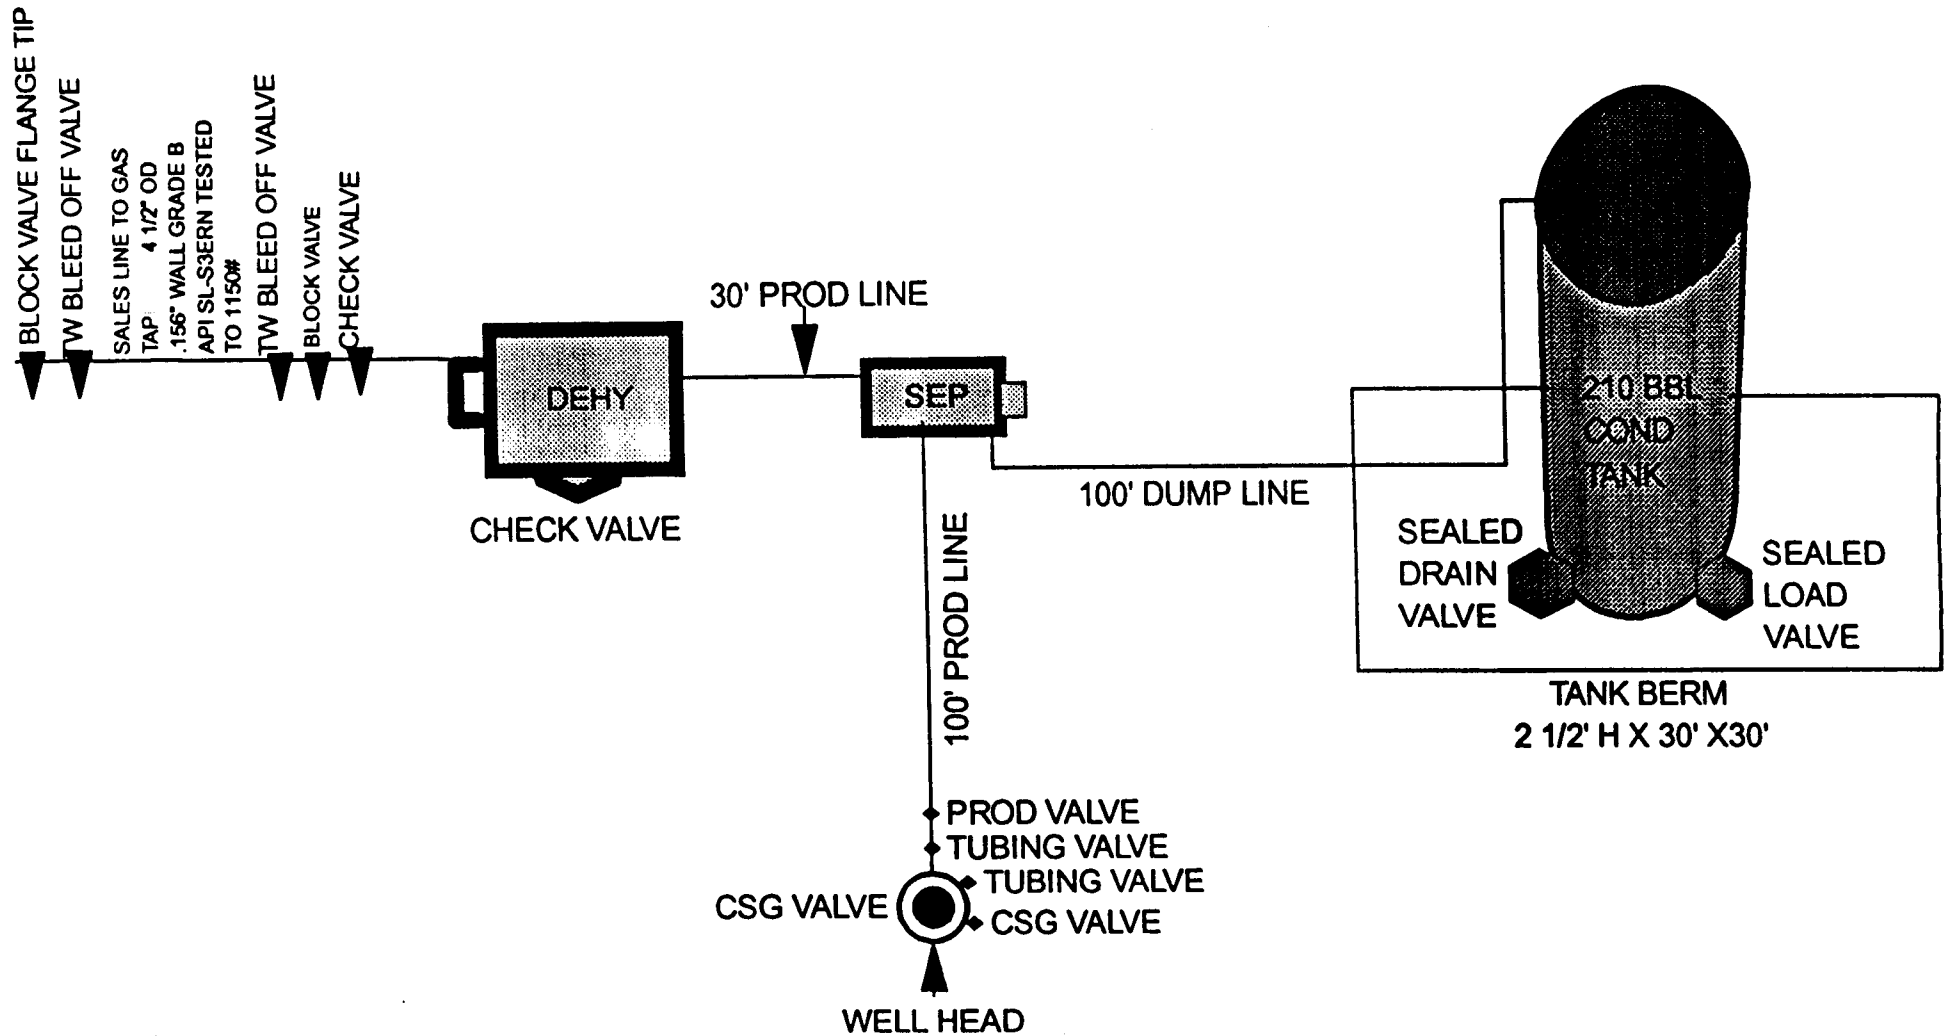 BLOCK VALVE FLANGE TIP
TW BLEED OFF VALVE
SALES LINE TO GAS
TAP 4 1/2" OD
.156" WALL GRADE B
API SL-S3ERN TESTED
TO 1150#
TW BLEED OFF VALVE
BLOCK VALVE
CHECK VALVE
30' PROD LINE
DEHY
SEP
CHECK VALVE
100' DUMP LINE
100' PROD LINE
210 BBL
COND
TANK
SEALED
DRAIN
VALVE
SEALED
LOAD
VALVE
TANK BERM
2 1/2' H X 30' X30'
PROD VALVE
TUBING VALVE
TUBING VALVE
CSG VALVE
CSG VALVE
WELL HEAD